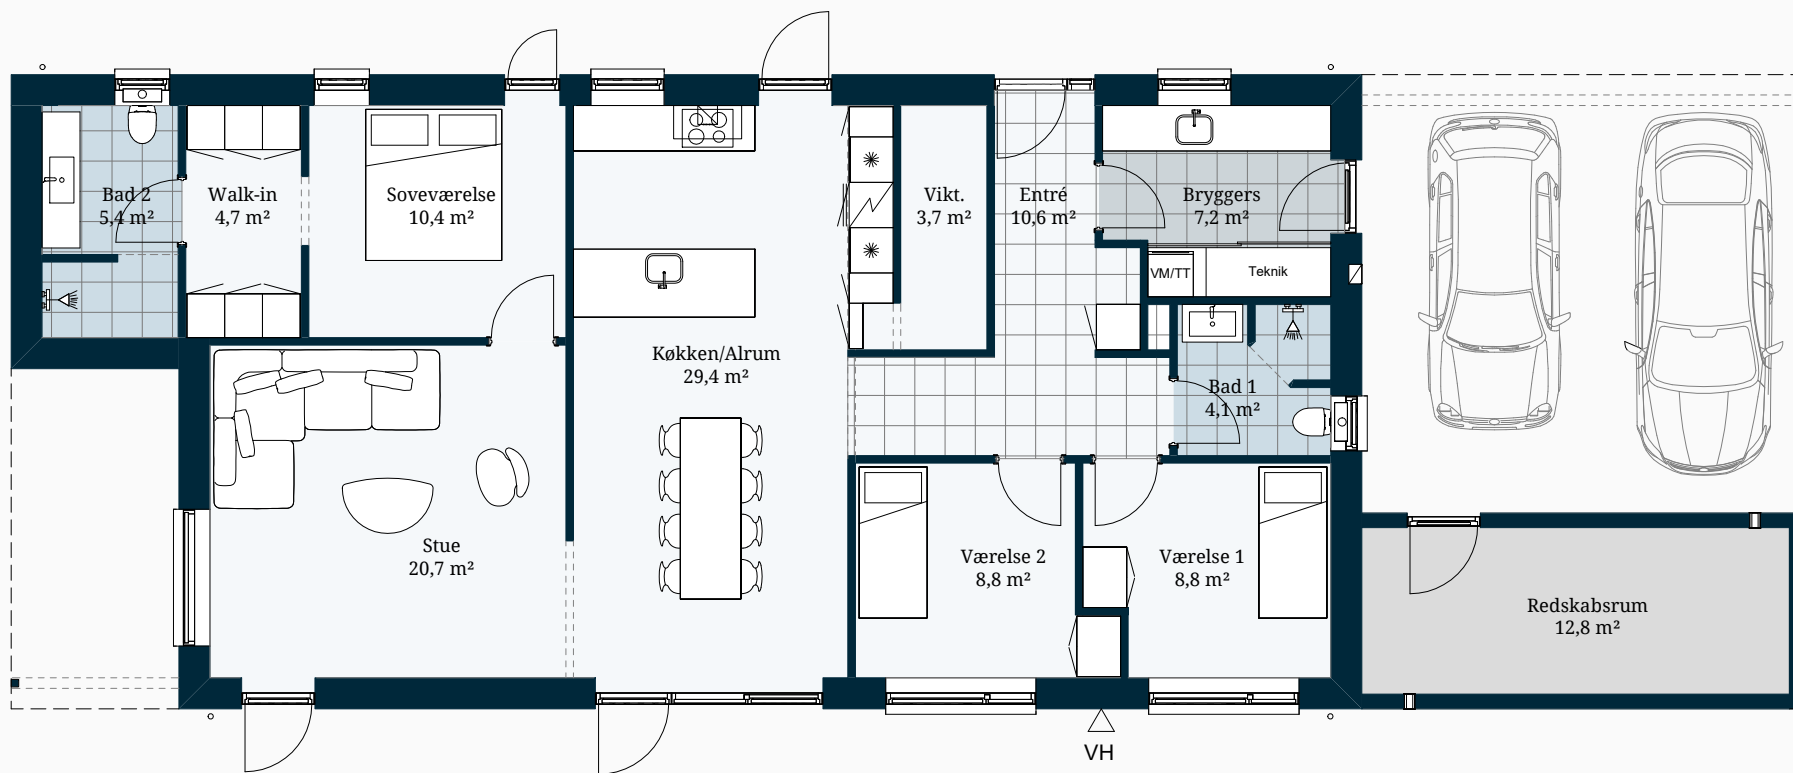 Bad 2
5,4 m²
Walk-in
4,7 m²
Soveværelse
10,4 m²
Køkken/Alrum
29,4 m²
Vikt.
3,7 m²
Entré
10,6 m²
Bryggers
7,2 m²
VM/TT
Teknik
Bad 1
4,1 m²
Stue
20,7 m²
Værelse 2
8,8 m²
Værelse 1
8,8 m²
Redskabsrum
12,8 m²
VH